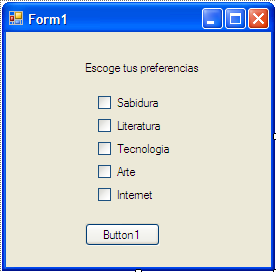 Form1
Escoge tus preferencias
Sabidura
Literatura
Tecnologia
Arte
Internet
Button1